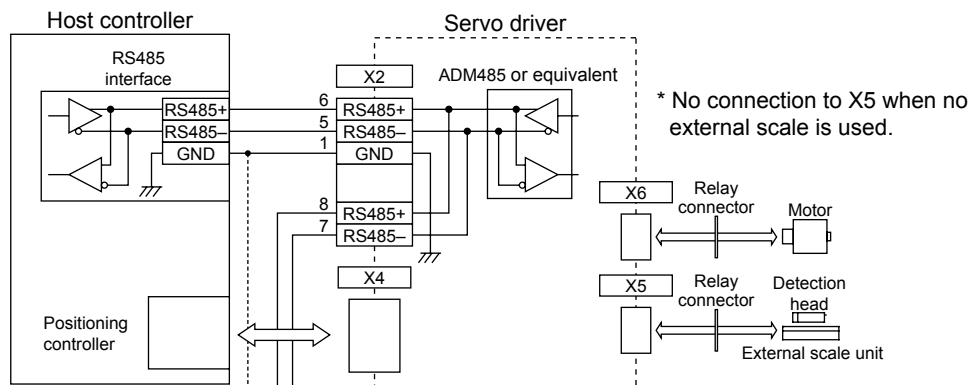 Host controller
Servo driver
RS485
interface
X2
ADM485 or equivalent
RS485+
6
RS485+
RS485–
5
RS485–
GND
1
GND
* No connection to X5 when no
external scale is used.
8
RS485+
7
RS485–
X6
Relay
connector
Motor
X4
X5
Relay
connector
Detection
head
External scale unit
Positioning
controller